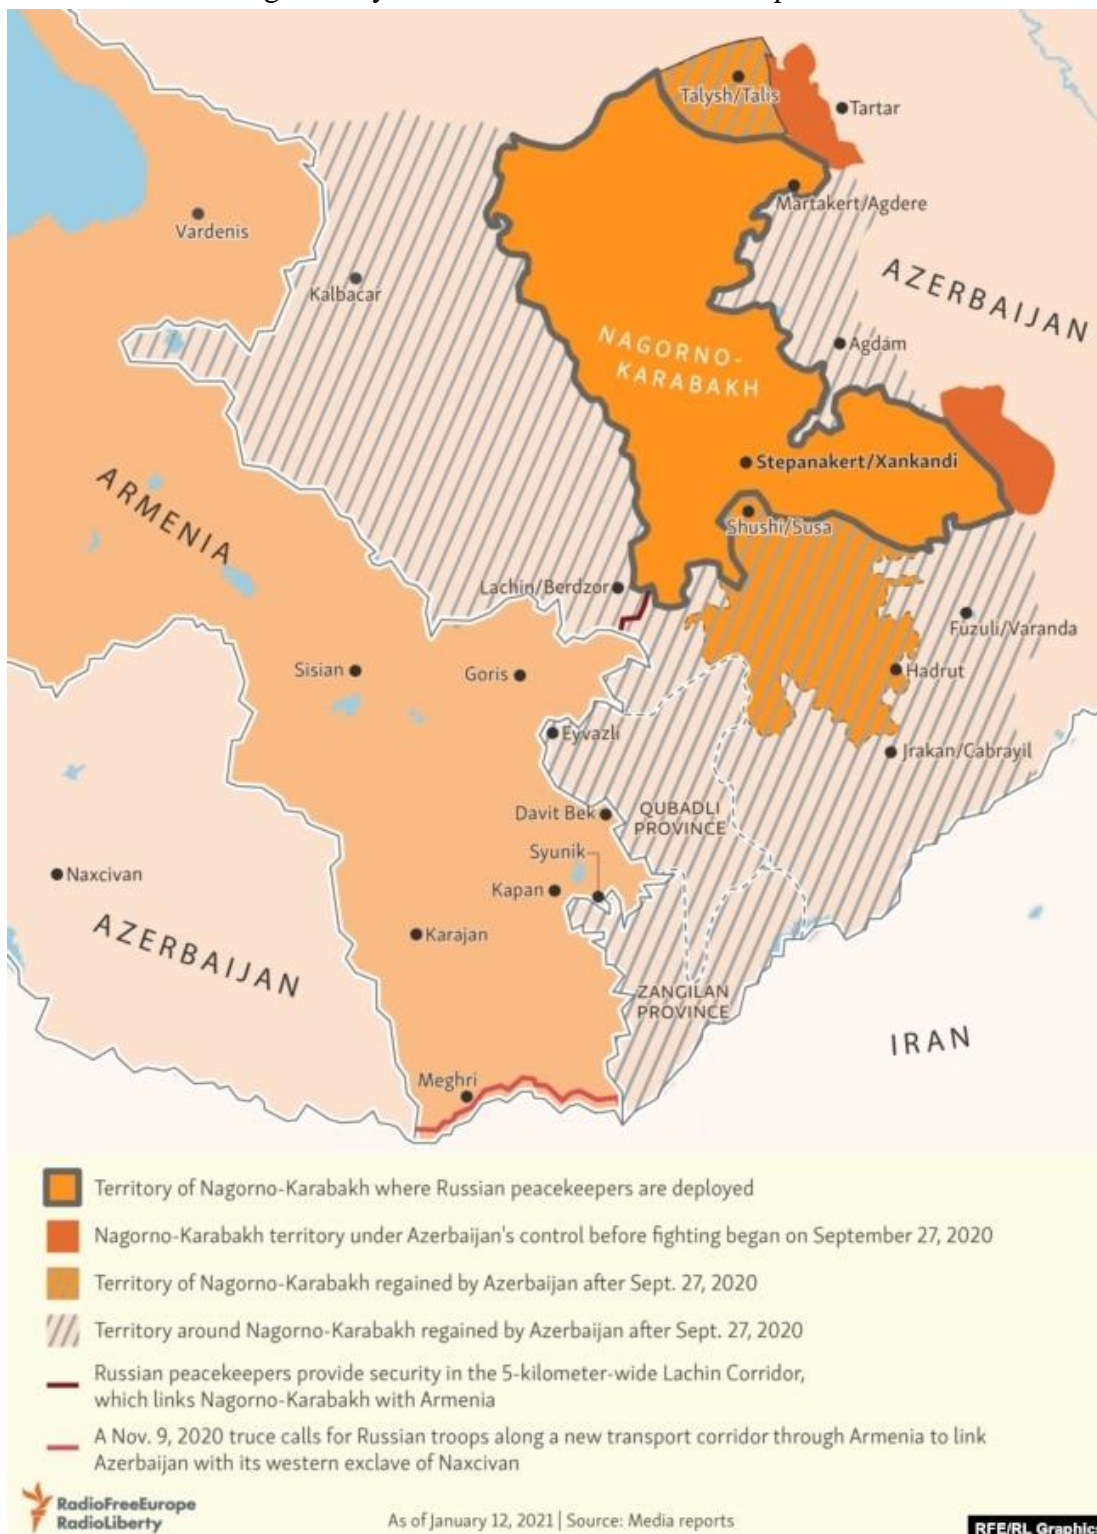 Talysh/Talis
Tartar
Martakert/Agdere
Vardenis
Kalbacar
AZERBAIJAN
Agdam
NAGORNO-
KARABAKH
Stepanakert/Xankandi
Shushi/Susa
ARMENIA
Lachin/Berdzor
Fuzuli/Varanda
Sisian
Goris
Hadrut
Eyvazli
Jrakan/Cabrayil
Davit Bek
QUBADLI
PROVINCE
Syunik
Naxcivan
Kapan
AZERBAIJAN
Karajan
ZANGILAN
PROVINCE
IRAN
Meghri
Territory of Nagorno-Karabakh where Russian peacekeepers are deployed
Nagorno-Karabakh territory under Azerbaijan's control before fighting began on September 27, 2020
Territory of Nagorno-Karabakh regained by Azerbaijan after Sept. 27, 2020
Territory around Nagorno-Karabakh regained by Azerbaijan after Sept. 27, 2020
Russian peacekeepers provide security in the 5-kilometer-wide Lachin Corridor,
which links Nagorno-Karabakh with Armenia
A Nov. 9, 2020 truce calls for Russian troops along a new transport corridor through Armenia to link
Azerbaijan with its western exclave of Naxcivan
RadioFreeEurope
RadioLiberty
As of January 12, 2021 | Source: Media reports
RFE/RL Graphic